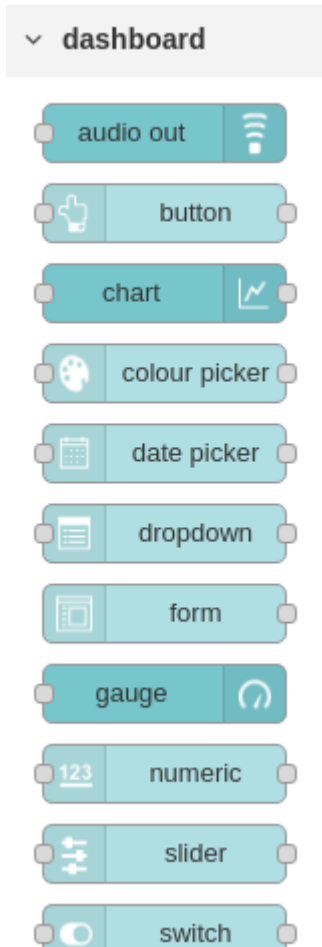 dashboard
audio out
button
chart
colour picker
date picker
dropdown
form
gauge
123 numeric
slider
switch